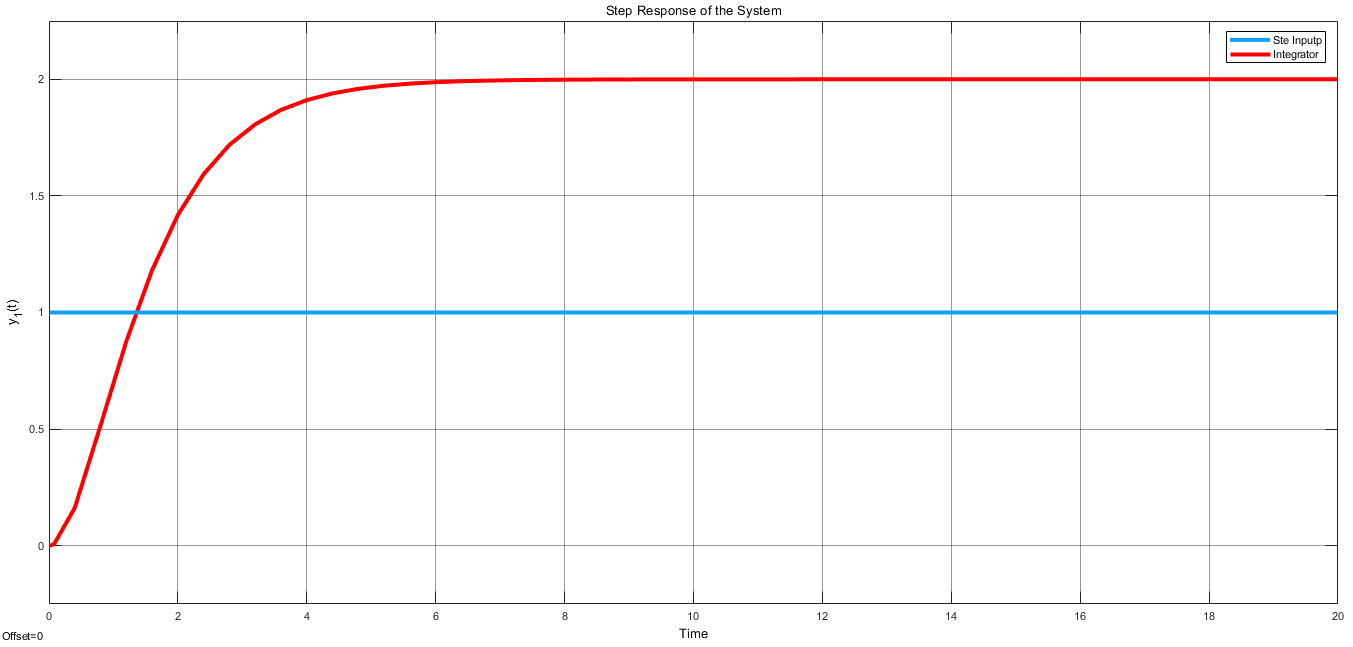 Step Response of the System
Ste Inputp
Integrator
2
1.5
1
0.5
0
y₁(t)
0 2 4 6 8 10 12 14 16 18 20
Time
Offset=0